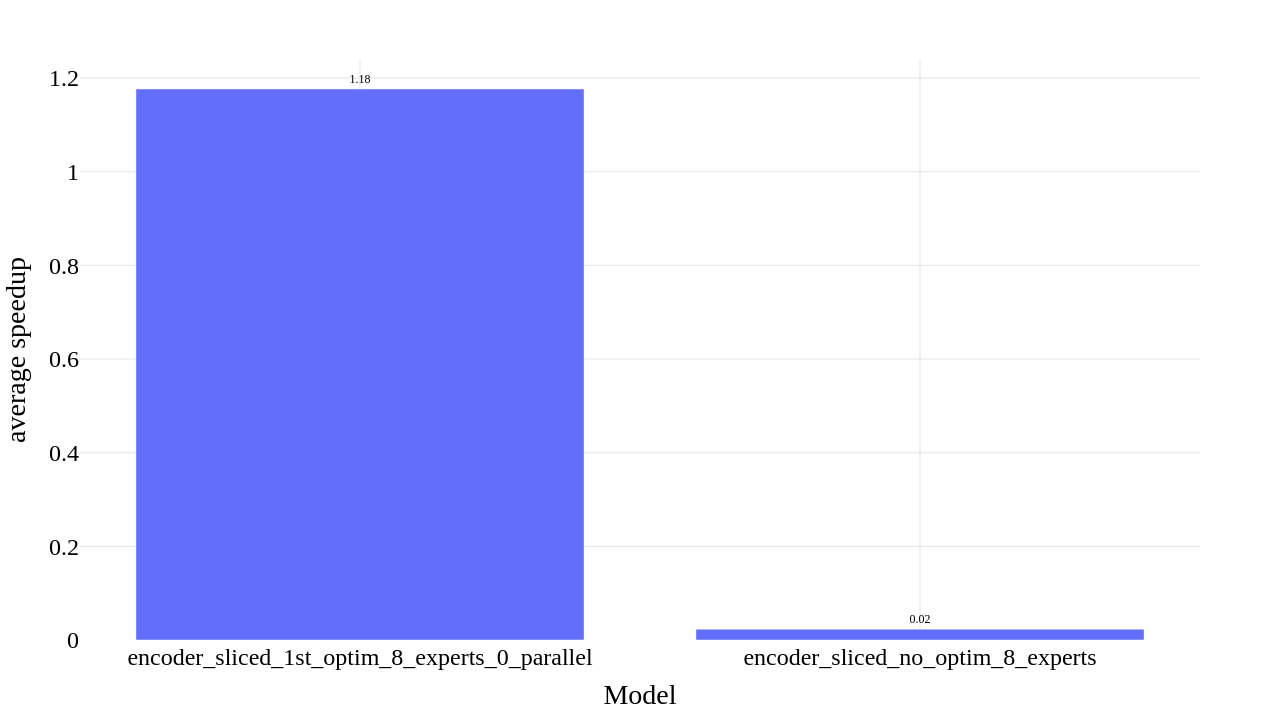 average speedup
1.2
1
0.8
0.6
0.4
0.2
0
1.18
0.02
encoder_sliced_1st_optim_8_experts_0_parallel
encoder_sliced_no_optim_8_experts
Model